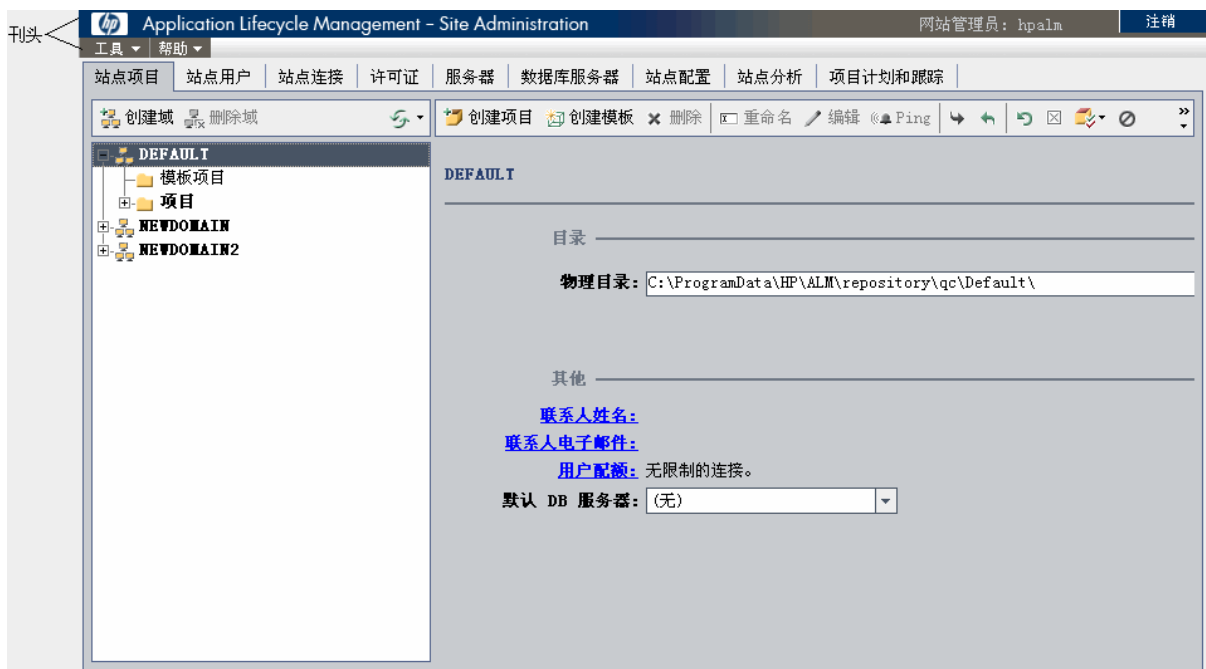 刊头
hp Application Lifecycle Management - Site Administration 网站管理员: hpalm 注销
工具 帮助
站点项目 站点用户 站点连接 许可证 服务器 数据库服务器 站点配置 站点分析 项目计划和跟踪
创建域 删除域 创建项目 创建模板 删除 重命名 编辑 Ping
DEFAULT
模板项目
项目
NEWDOMAIN
NEWDOMAIN2
DEFAULT
目录
物理目录: C:\ProgramData\HP\ALM\repository\qc\Default\
其他
联系人姓名:
联系人电子邮件:
用户配额: 无限制的连接。
默认 DB 服务器: (无)